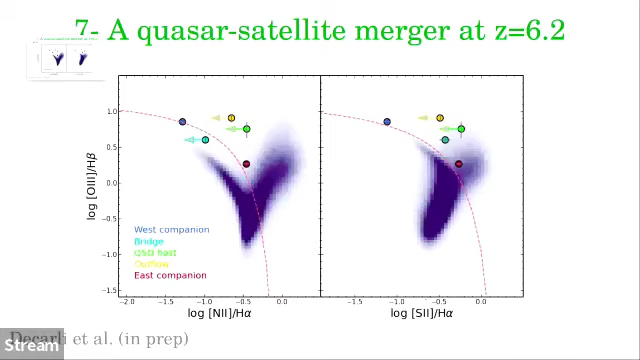 7- A quasar-satellite merger at z=6.2
log [OIII]/Hβ
1.0
0.5
0.0
−0.5
−1.0
−1.5
West companion
Bridge
QSO host
Outflow
East companion
−2.0 −1.5 −1.0 −0.5 0.0
−1.5 −1.0 −0.5 0.0
log [NII]/Hα
log [SII]/Hα
Decarli et al. (in prep)
Stream